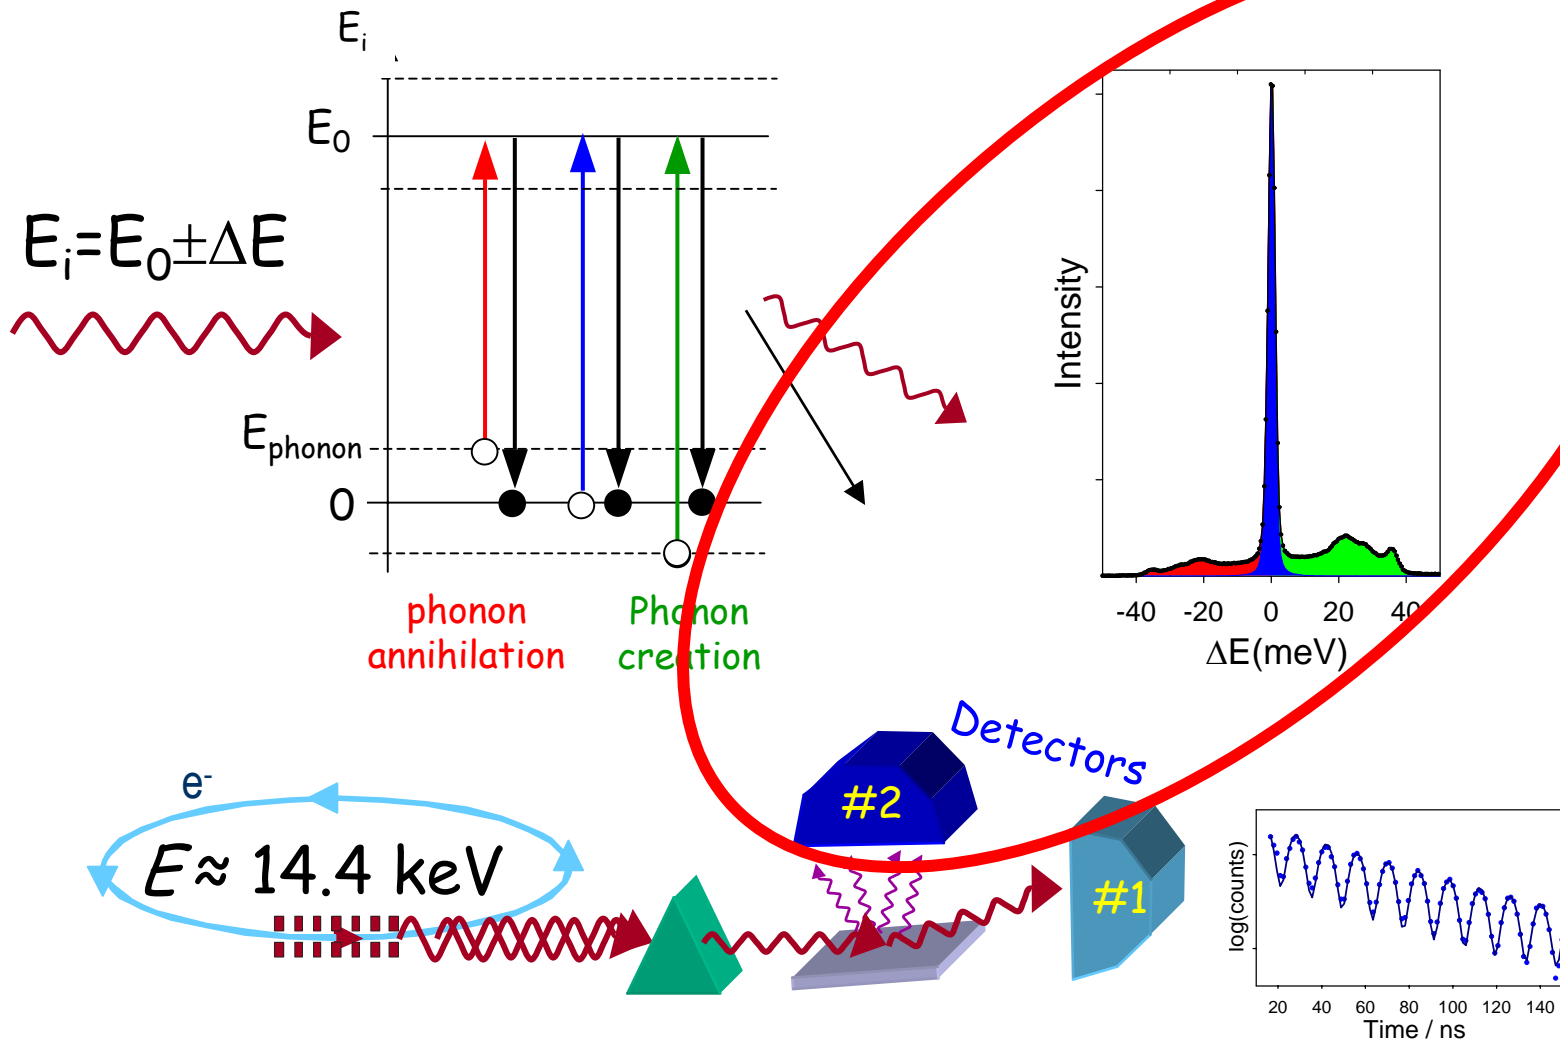 Ei
E0
Ei=E0±ΔE
Ephonon
0
phonon
annihilation
Phonon
creation
Intensity
-40 -20 0 20 40
ΔE(meV)
Detectors
#2
#1
e-
E≈ 14.4 keV
log(counts)
20 40 60 80 100 120 140
Time / ns